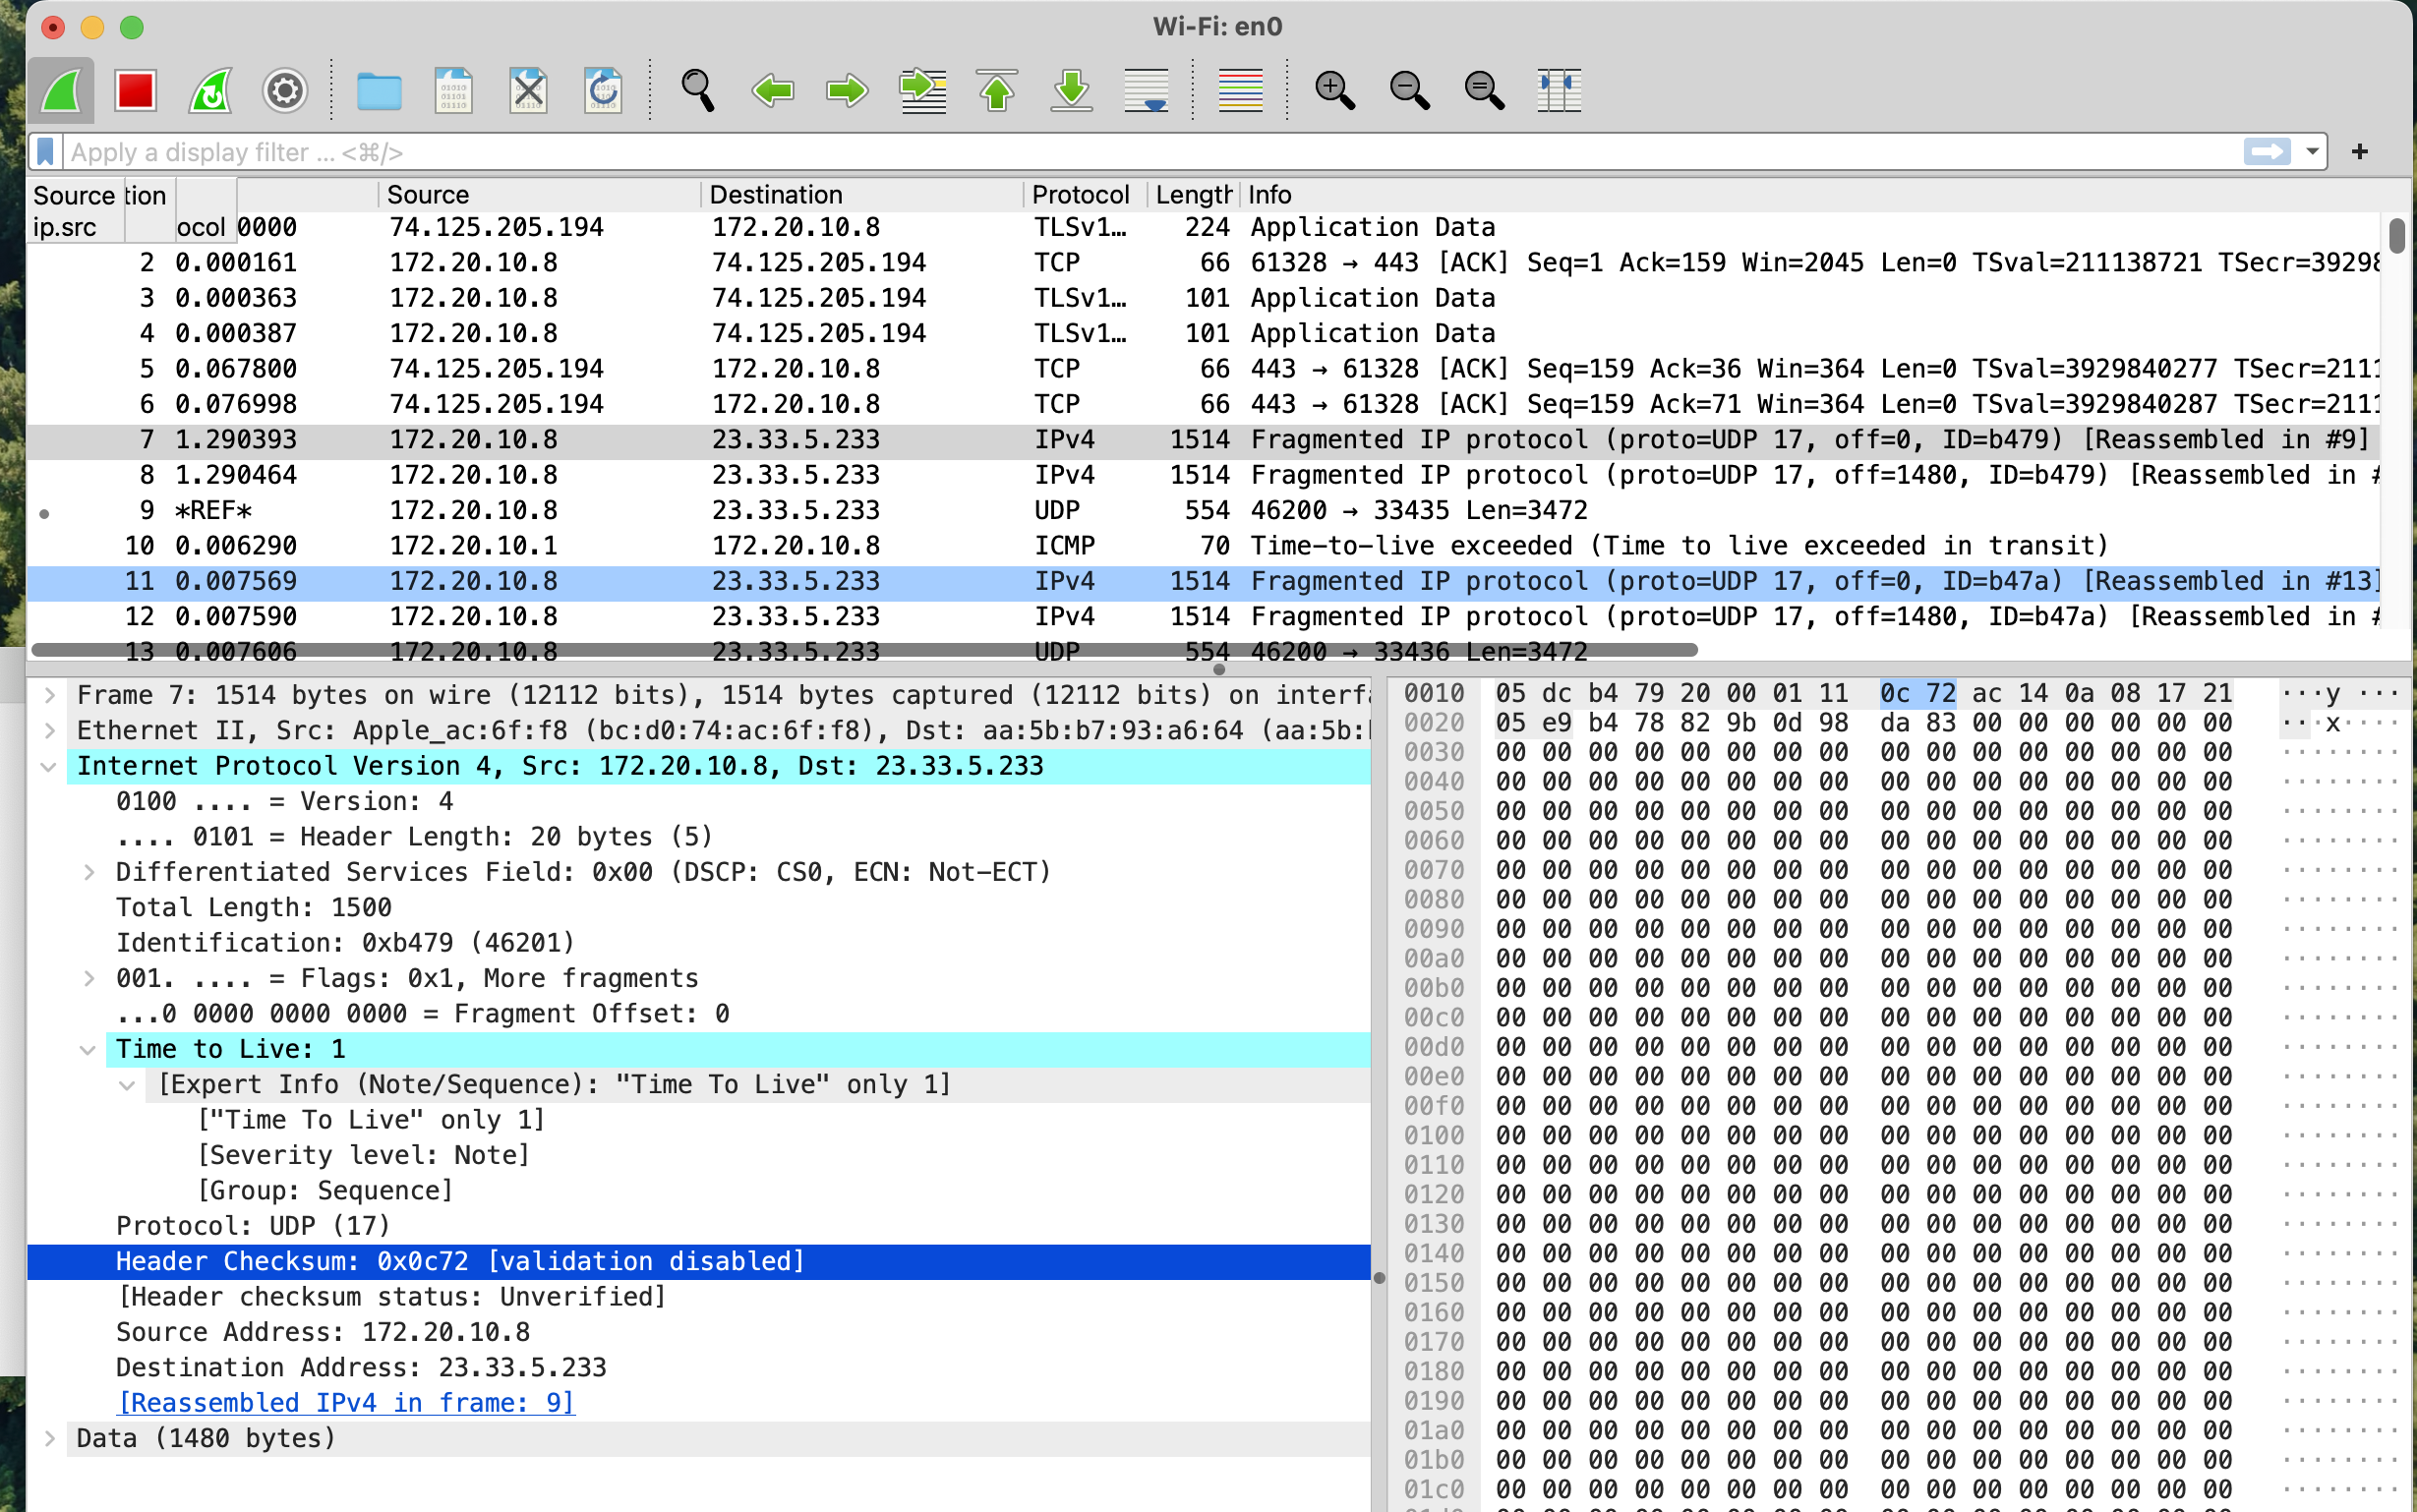 Wi-Fi: en0
Apply a display filter ... <⌘/>
Source tion Source Destination Protocol Length Info
ip.src ocol 0000 74.125.205.194 172.20.10.8 TLSv1… 224 Application Data
2 0.000161 172.20.10.8 74.125.205.194 TCP 66 61328 → 443 [ACK] Seq=1 Ack=159 Win=2045 Len=0 TSval=211138721 TSecr=39298
3 0.000363 172.20.10.8 74.125.205.194 TLSv1… 101 Application Data
4 0.000387 172.20.10.8 74.125.205.194 TLSv1… 101 Application Data
5 0.067800 74.125.205.194 172.20.10.8 TCP 66 443 → 61328 [ACK] Seq=159 Ack=36 Win=364 Len=0 TSval=3929840277 TSecr=2111
6 0.076998 74.125.205.194 172.20.10.8 TCP 66 443 → 61328 [ACK] Seq=159 Ack=71 Win=364 Len=0 TSval=3929840287 TSecr=2111
7 1.290393 172.20.10.8 23.33.5.233 IPv4 1514 Fragmented IP protocol (proto=UDP 17, off=0, ID=b479) [Reassembled in #9]
8 1.290464 172.20.10.8 23.33.5.233 IPv4 1514 Fragmented IP protocol (proto=UDP 17, off=1480, ID=b479) [Reassembled in #
9 *REF* 172.20.10.8 23.33.5.233 UDP 554 46200 → 33435 Len=3472
10 0.006290 172.20.10.1 172.20.10.8 ICMP 70 Time-to-live exceeded (Time to live exceeded in transit)
11 0.007569 172.20.10.8 23.33.5.233 IPv4 1514 Fragmented IP protocol (proto=UDP 17, off=0, ID=b47a) [Reassembled in #13]
12 0.007590 172.20.10.8 23.33.5.233 IPv4 1514 Fragmented IP protocol (proto=UDP 17, off=1480, ID=b47a) [Reassembled in #
13 0.007606 172.20.10.8 23.33.5.233 UDP 554 46200 → 33436 Len=3472
Frame 7: 1514 bytes on wire (12112 bits), 1514 bytes captured (12112 bits) on interfa
Ethernet II, Src: Apple_ac:6f:f8 (bc:d0:74:ac:6f:f8), Dst: aa:5b:b7:93:a6:64 (aa:5b:b
Internet Protocol Version 4, Src: 172.20.10.8, Dst: 23.33.5.233
0100 .... = Version: 4
.... 0101 = Header Length: 20 bytes (5)
Differentiated Services Field: 0x00 (DSCP: CS0, ECN: Not-ECT)
Total Length: 1500
Identification: 0xb479 (46201)
001. .... = Flags: 0x1, More fragments
...0 0000 0000 0000 = Fragment Offset: 0
Time to Live: 1
[Expert Info (Note/Sequence): "Time To Live" only 1]
["Time To Live" only 1]
[Severity level: Note]
[Group: Sequence]
Protocol: UDP (17)
Header Checksum: 0x0c72 [validation disabled]
[Header checksum status: Unverified]
Source Address: 172.20.10.8
Destination Address: 23.33.5.233
[Reassembled IPv4 in frame: 9]
Data (1480 bytes)
0010 05 dc b4 79 20 00 01 11 0c 72 ac 14 0a 08 17 21 ···y ···
0020 05 e9 b4 78 82 9b 0d 98 da 83 00 00 00 00 00 00 ···x····
0030 00 00 00 00 00 00 00 00 00 00 00 00 00 00 00 00 ········
0040 00 00 00 00 00 00 00 00 00 00 00 00 00 00 00 00 ········
0050 00 00 00 00 00 00 00 00 00 00 00 00 00 00 00 00 ········
0060 00 00 00 00 00 00 00 00 00 00 00 00 00 00 00 00 ········
0070 00 00 00 00 00 00 00 00 00 00 00 00 00 00 00 00 ········
0080 00 00 00 00 00 00 00 00 00 00 00 00 00 00 00 00 ········
0090 00 00 00 00 00 00 00 00 00 00 00 00 00 00 00 00 ········
00a0 00 00 00 00 00 00 00 00 00 00 00 00 00 00 00 00 ········
00b0 00 00 00 00 00 00 00 00 00 00 00 00 00 00 00 00 ········
00c0 00 00 00 00 00 00 00 00 00 00 00 00 00 00 00 00 ········
00d0 00 00 00 00 00 00 00 00 00 00 00 00 00 00 00 00 ········
00e0 00 00 00 00 00 00 00 00 00 00 00 00 00 00 00 00 ········
00f0 00 00 00 00 00 00 00 00 00 00 00 00 00 00 00 00 ········
0100 00 00 00 00 00 00 00 00 00 00 00 00 00 00 00 00 ········
0110 00 00 00 00 00 00 00 00 00 00 00 00 00 00 00 00 ········
0120 00 00 00 00 00 00 00 00 00 00 00 00 00 00 00 00 ········
0130 00 00 00 00 00 00 00 00 00 00 00 00 00 00 00 00 ········
0140 00 00 00 00 00 00 00 00 00 00 00 00 00 00 00 00 ········
0150 00 00 00 00 00 00 00 00 00 00 00 00 00 00 00 00 ········
0160 00 00 00 00 00 00 00 00 00 00 00 00 00 00 00 00 ········
0170 00 00 00 00 00 00 00 00 00 00 00 00 00 00 00 00 ········
0180 00 00 00 00 00 00 00 00 00 00 00 00 00 00 00 00 ········
0190 00 00 00 00 00 00 00 00 00 00 00 00 00 00 00 00 ········
01a0 00 00 00 00 00 00 00 00 00 00 00 00 00 00 00 00 ········
01b0 00 00 00 00 00 00 00 00 00 00 00 00 00 00 00 00 ········
01c0 00 00 00 00 00 00 00 00 00 00 00 00 00 00 00 00 ········